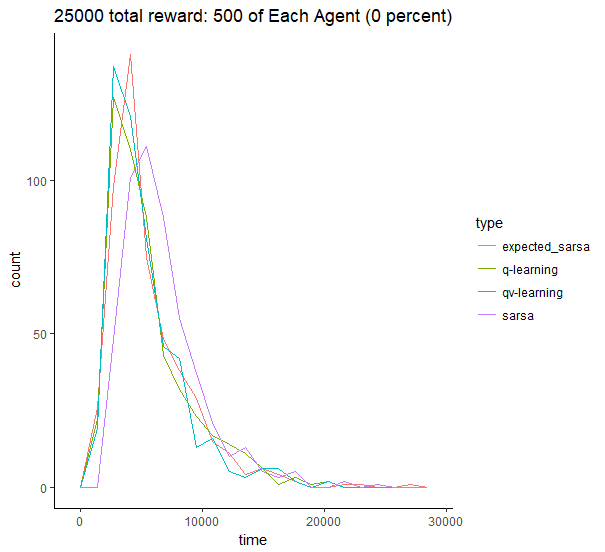 25000 total reward: 500 of Each Agent (0 percent)
count
100
50
0
0
10000
20000
30000
time
type
expected_sarsa
q-learning
qv-learning
sarsa